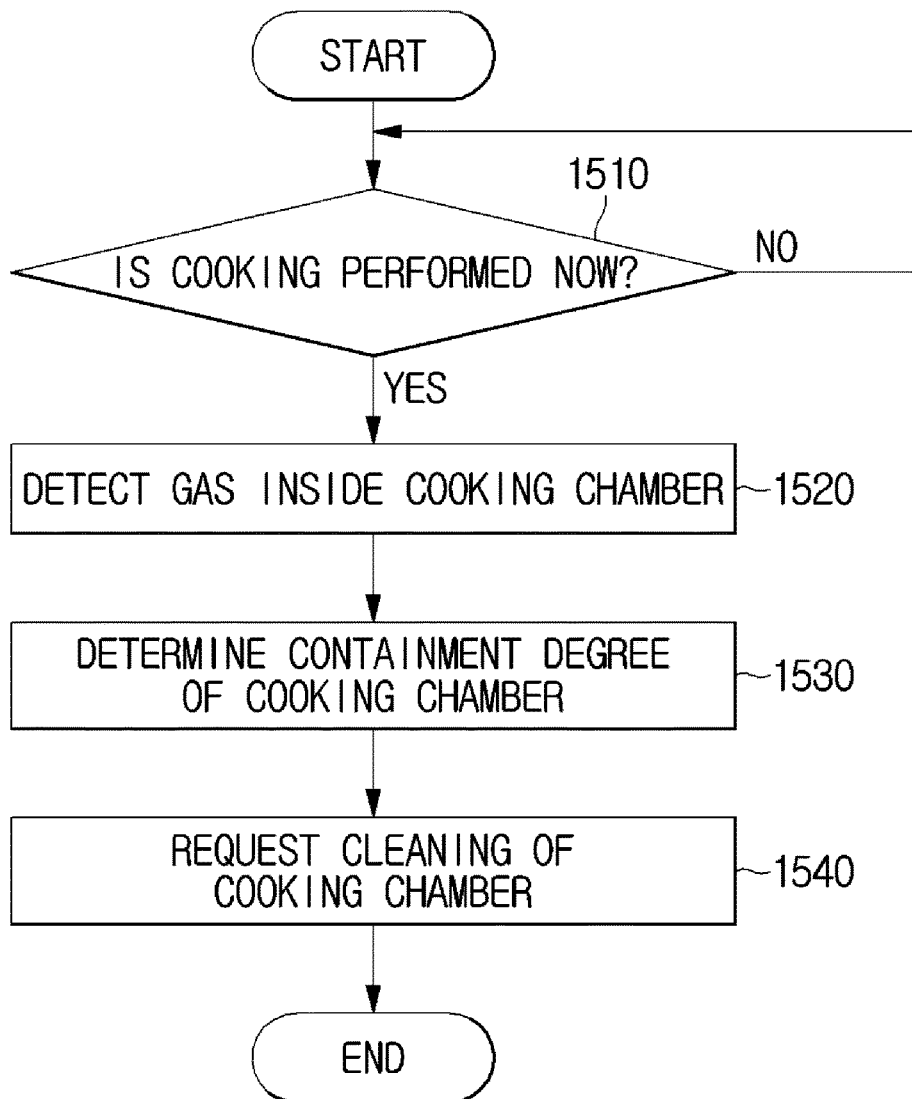 START
1510
IS COOKING PERFORMED NOW?
NO
YES
DETECT GAS INSIDE COOKING CHAMBER
1520
DETERMINE CONTAINMENT DEGREE
OF COOKING CHAMBER
1530
REQUEST CLEANING OF
COOKING CHAMBER
1540
END